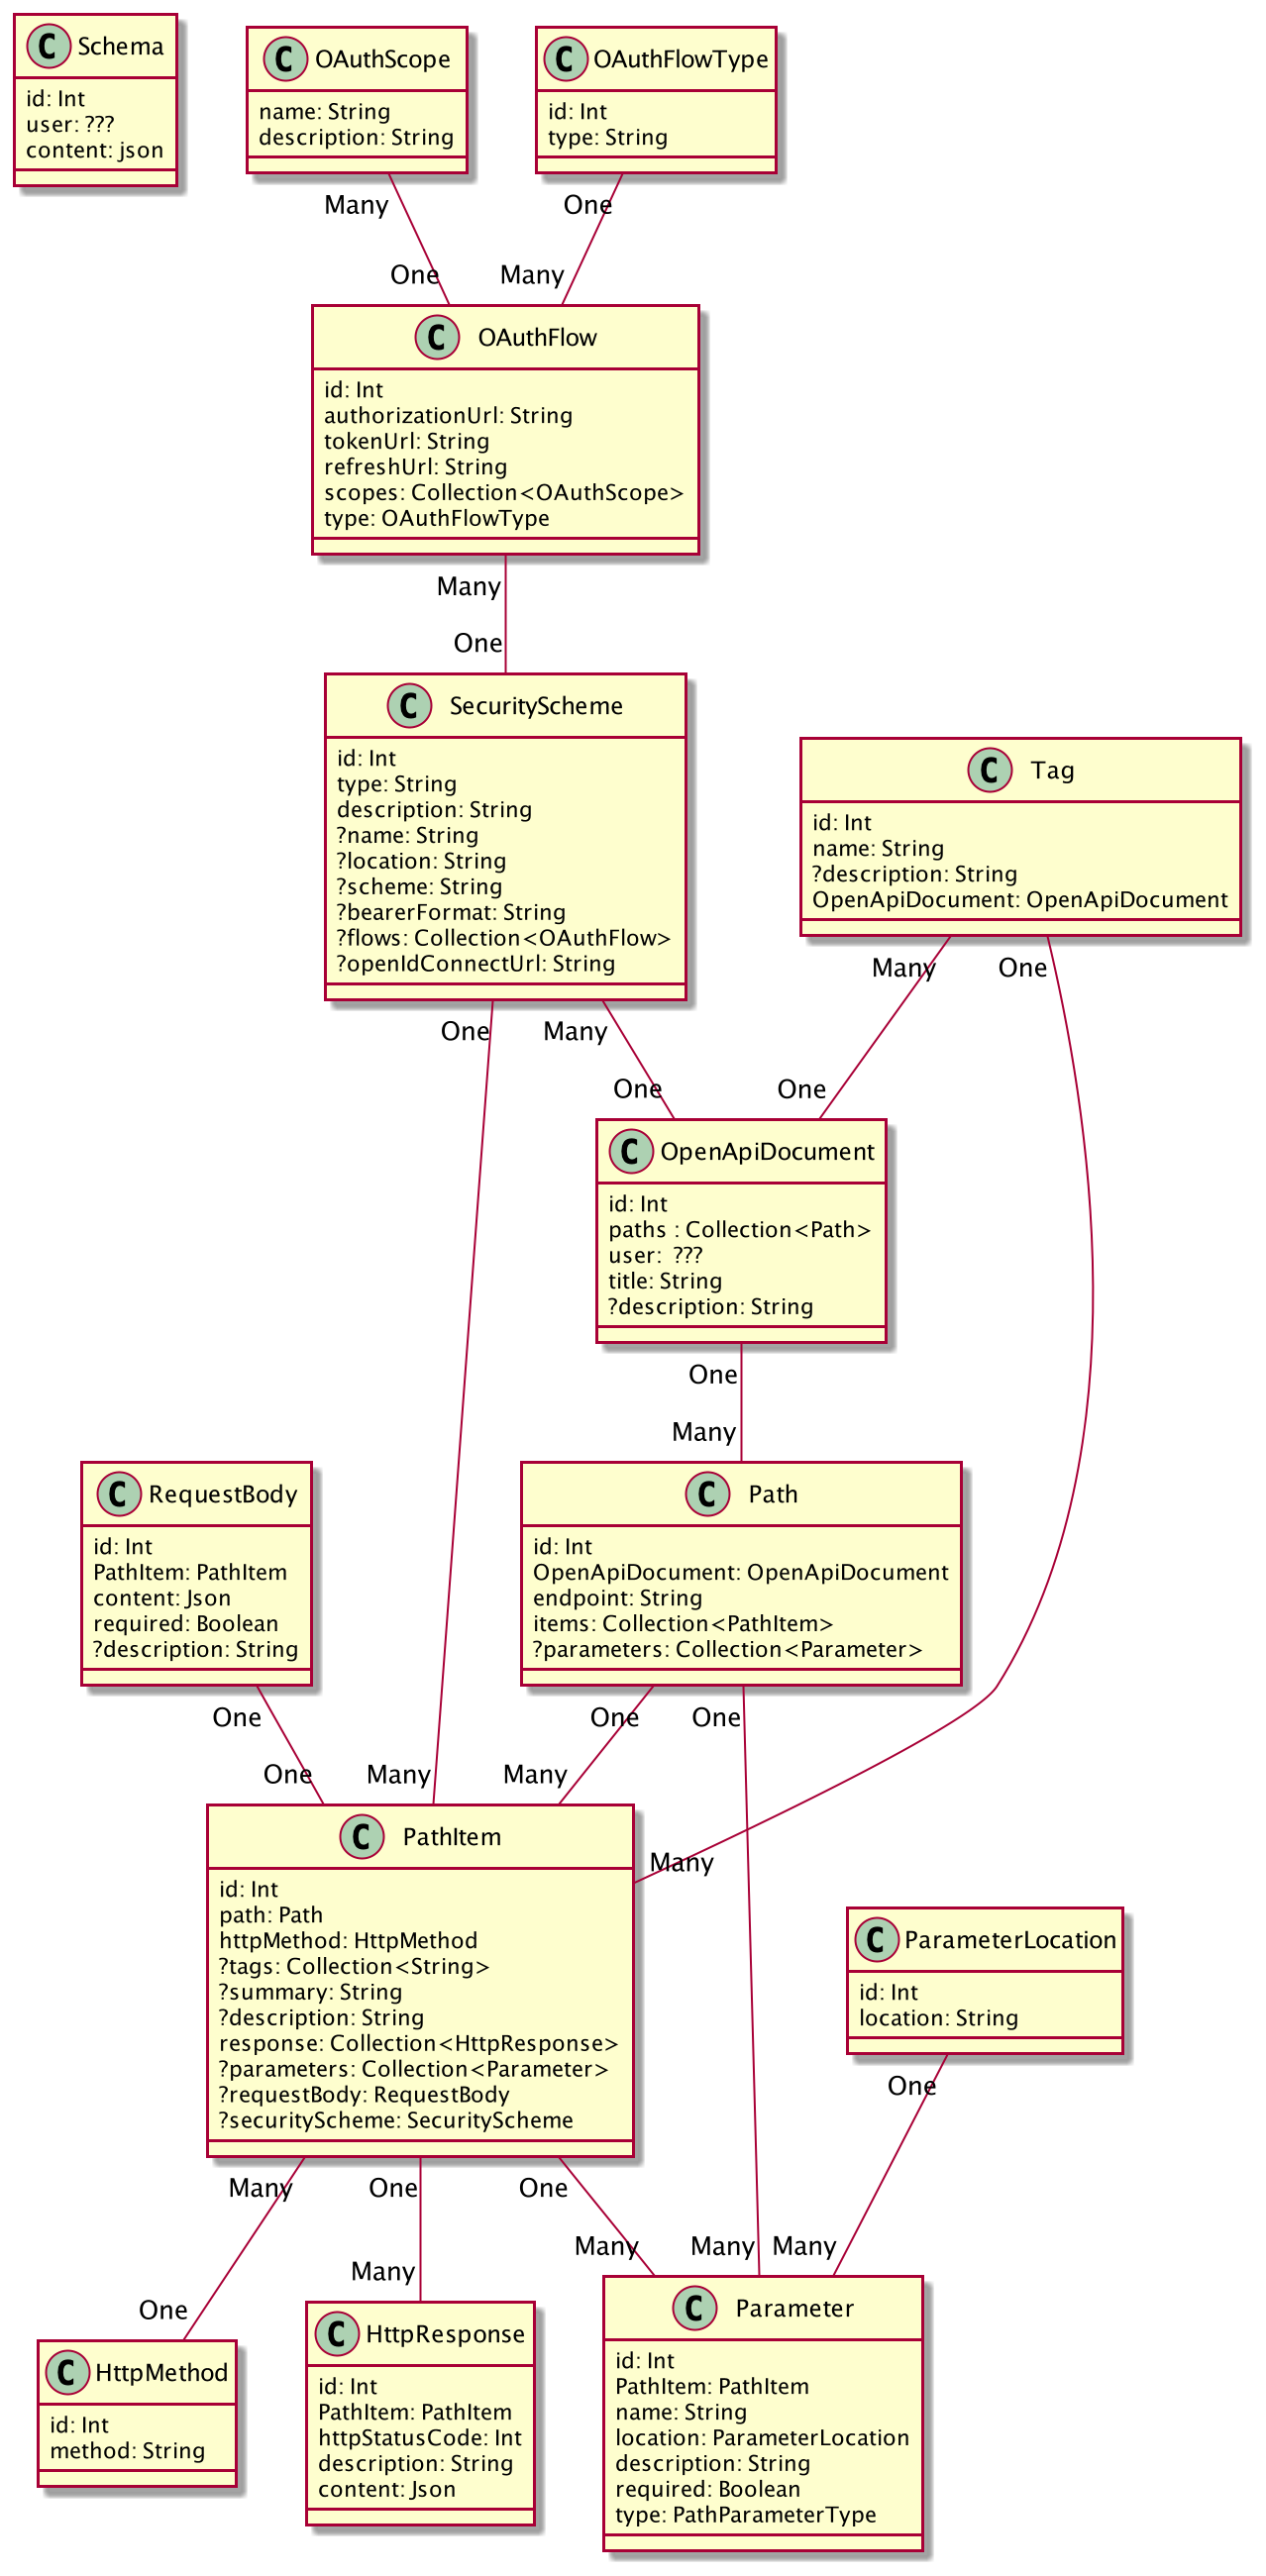 C Schema
id: Int
user: ???
content: json
C OAuthScope
name: String
description: String
C OAuthFlowType
id: Int
type: String
Many
One
One
Many
C OAuthFlow
id: Int
authorizationUrl: String
tokenUrl: String
refreshUrl: String
scopes: Collection<OAuthScope>
type: OAuthFlowType
Many
One
C SecurityScheme
id: Int
type: String
description: String
?name: String
?location: String
?scheme: String
?bearerFormat: String
?flows: Collection<OAuthFlow>
?openIdConnectUrl: String
C Tag
id: Int
name: String
?description: String
OpenApiDocument: OpenApiDocument
One
Many
Many
One
One
One
C OpenApiDocument
id: Int
paths : Collection<Path>
user:  ???
title: String
?description: String
One
Many
C RequestBody
id: Int
PathItem: PathItem
content: Json
required: Boolean
?description: String
C Path
id: Int
OpenApiDocument: OpenApiDocument
endpoint: String
items: Collection<PathItem>
?parameters: Collection<Parameter>
One
One
One
One
Many
Many
Many
C PathItem
id: Int
path: Path
httpMethod: HttpMethod
?tags: Collection<String>
?summary: String
?description: String
response: Collection<HttpResponse>
?parameters: Collection<Parameter>
?requestBody: RequestBody
?securityScheme: SecurityScheme
C ParameterLocation
id: Int
location: String
One
Many
One
One
Many
Many
Many
Many
One
C HttpMethod
id: Int
method: String
C HttpResponse
id: Int
PathItem: PathItem
httpStatusCode: Int
description: String
content: Json
C Parameter
id: Int
PathItem: PathItem
name: String
location: ParameterLocation
description: String
required: Boolean
type: PathParameterType